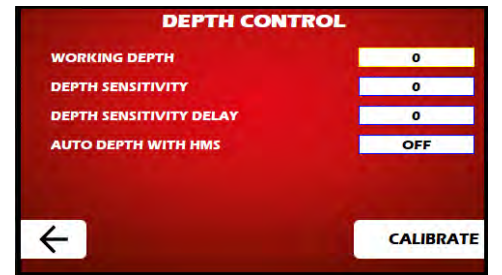 DEPTH CONTROL
WORKING DEPTH 0
DEPTH SENSITIVITY 0
DEPTH SENSITIVITY DELAY 0
AUTO DEPTH WITH HMS OFF
CALIBRATE